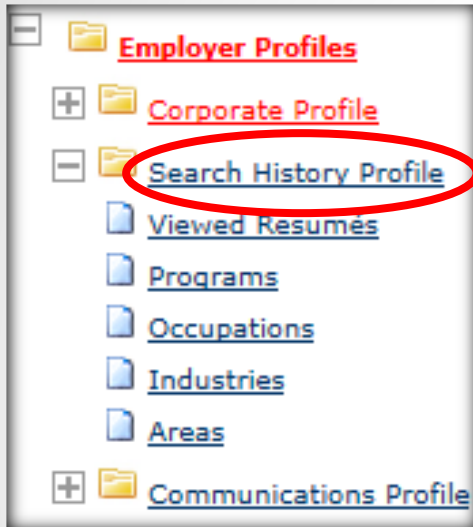 Employer Profiles
Corporate Profile
Search History Profile
Viewed Resumés
Programs
Occupations
Industries
Areas
Communications Profile